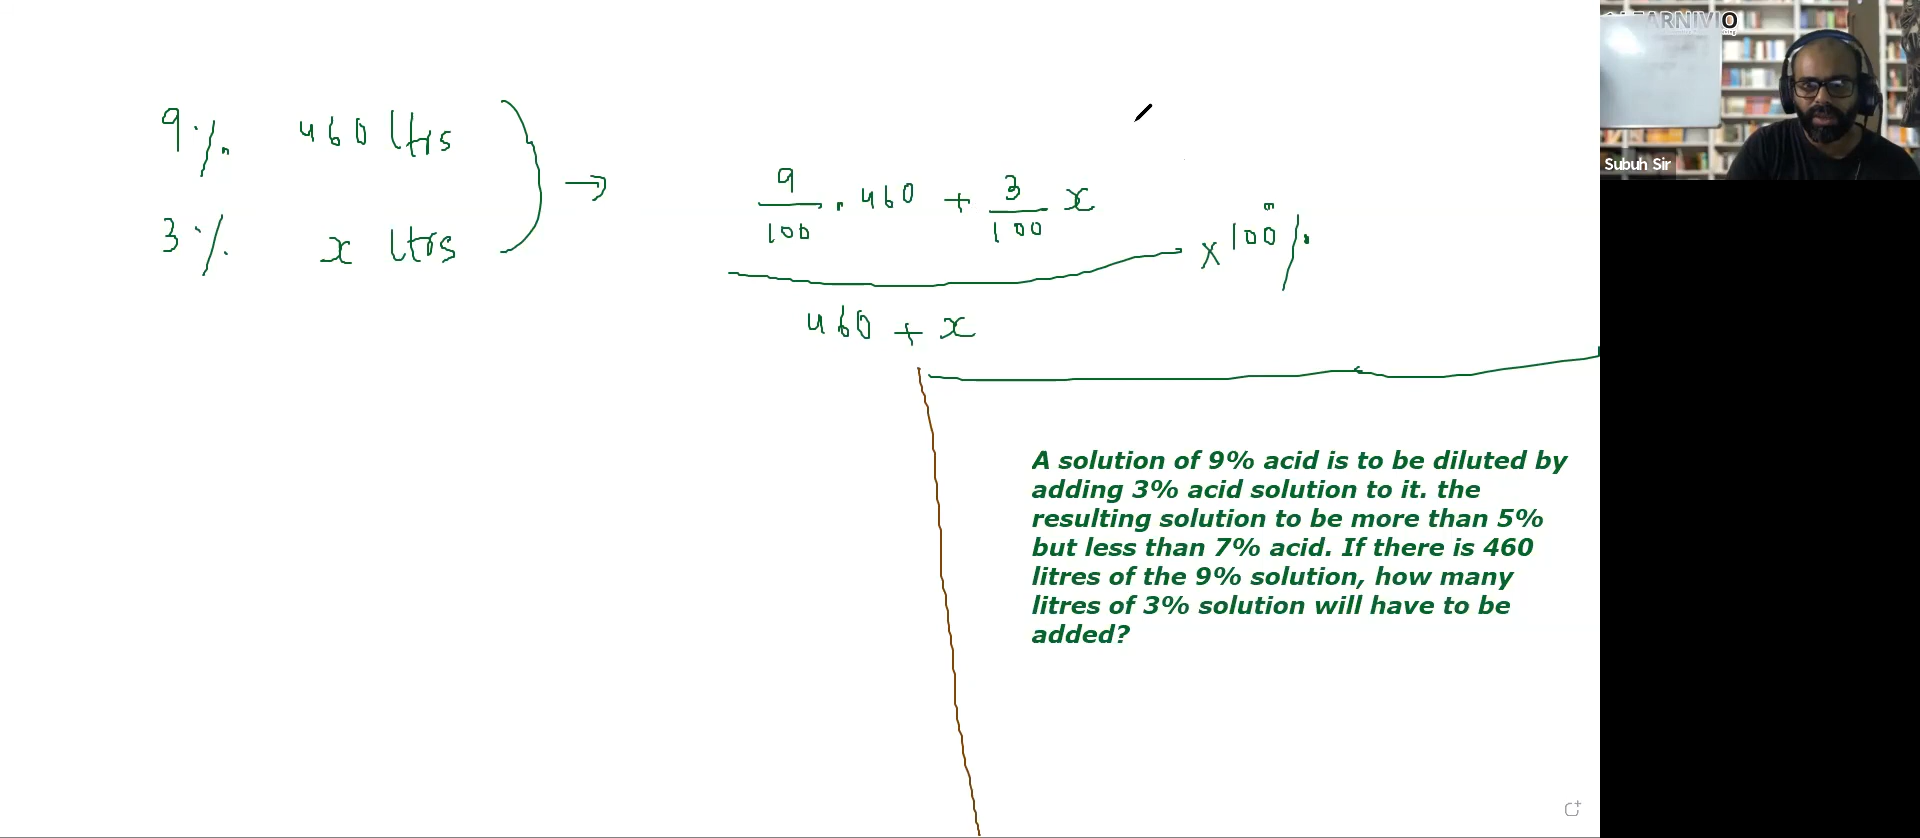 9% 460 ltrs
3% x ltrs
→
9/100 . 460 + 3/100 x
460 + x
x 100%
A solution of 9% acid is to be diluted by
adding 3% acid solution to it. the
resulting solution to be more than 5%
but less than 7% acid. If there is 460
litres of the 9% solution, how many
litres of 3% solution will have to be
added?
ARNIVIO
Subuh Sir